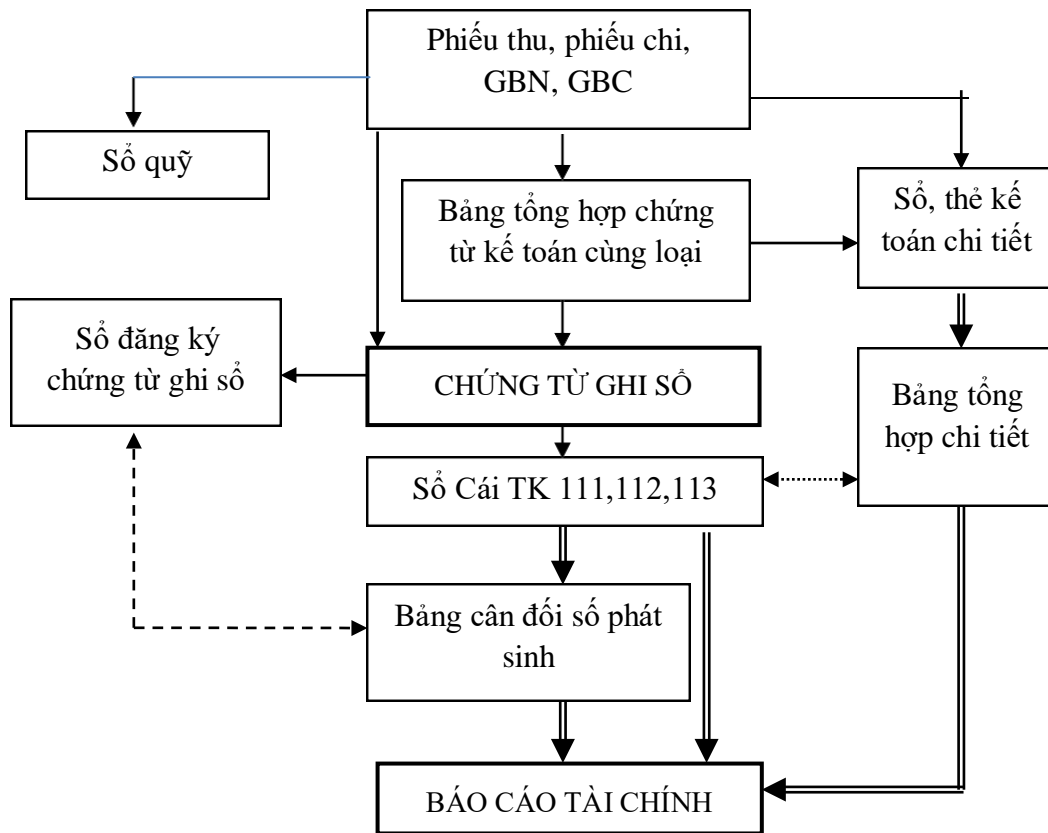 Phiếu thu, phiếu chi,
GBN, GBC
Sổ quỹ
Bảng tổng hợp chứng
từ kế toán cùng loại
Sổ, thẻ kế
toán chi tiết
Sổ đăng ký
chứng từ ghi sổ
CHỨNG TỪ GHI SỔ
Bảng tổng
hợp chi tiết
Sổ Cái TK 111,112,113
Bảng cân đối số phát
sinh
BÁO CÁO TÀI CHÍNH